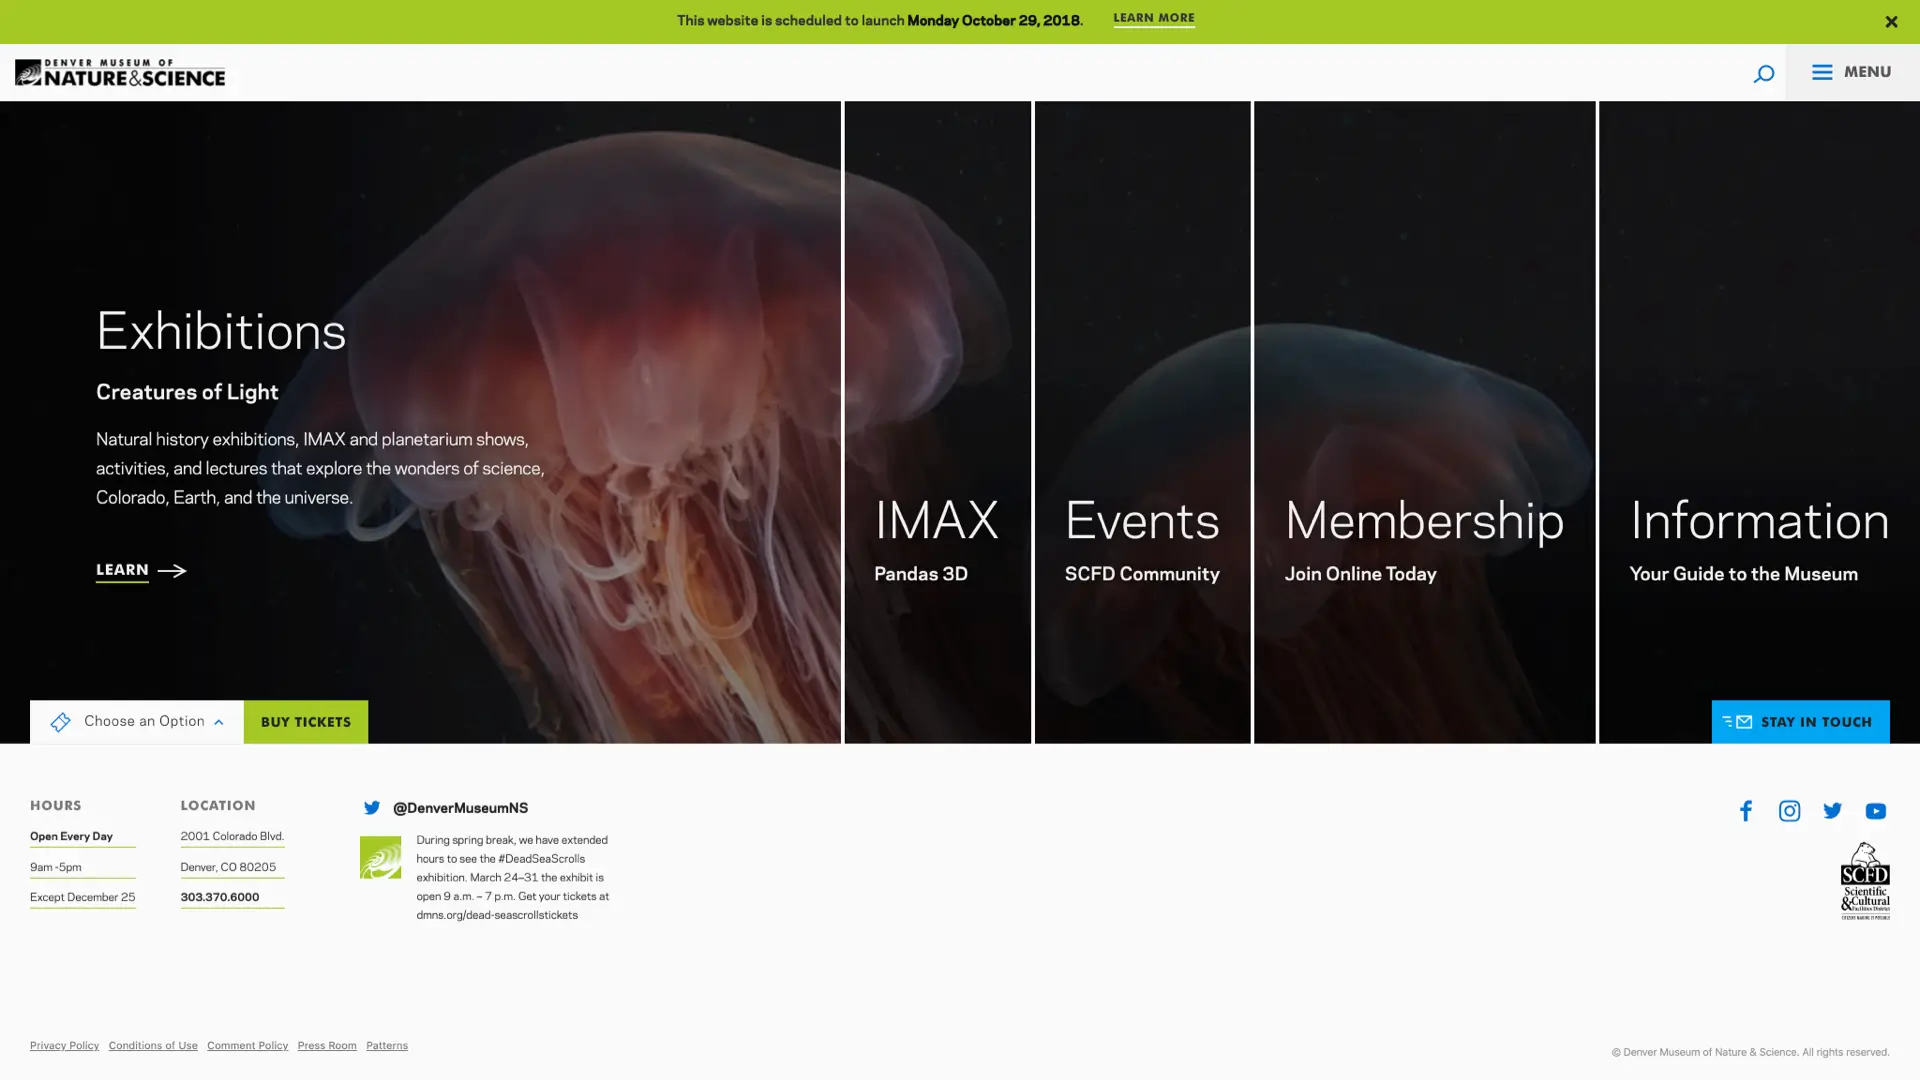 This website is scheduled to launch Monday October 29, 2018. LEARN MORE
DENVER MUSEUM OF
NATURE&SCIENCE
MENU
Exhibitions
Creatures of Light
Natural history exhibitions, IMAX and planetarium shows,
activities, and lectures that explore the wonders of science,
Colorado, Earth, and the universe.
LEARN
IMAX
Pandas 3D
Events
SCFD Community
Membership
Join Online Today
Information
Your Guide to the Museum
Choose an Option
BUY TICKETS
STAY IN TOUCH
HOURS
Open Every Day
9am -5pm
Except December 25
LOCATION
2001 Colorado Blvd.
Denver, CO 80205
303.370.6000
@DenverMuseumNS
During spring break, we have extended
hours to see the #DeadSeaScrolls
exhibition. March 24–31 the exhibit is
open 9 a.m. – 7 p.m. Get your tickets at
dmns.org/dead-seascrollstickets
SCFD
Scientific
&Cultural
Facilities District
Privacy Policy Conditions of Use Comment Policy Press Room Patterns
© Denver Museum of Nature & Science. All rights reserved.